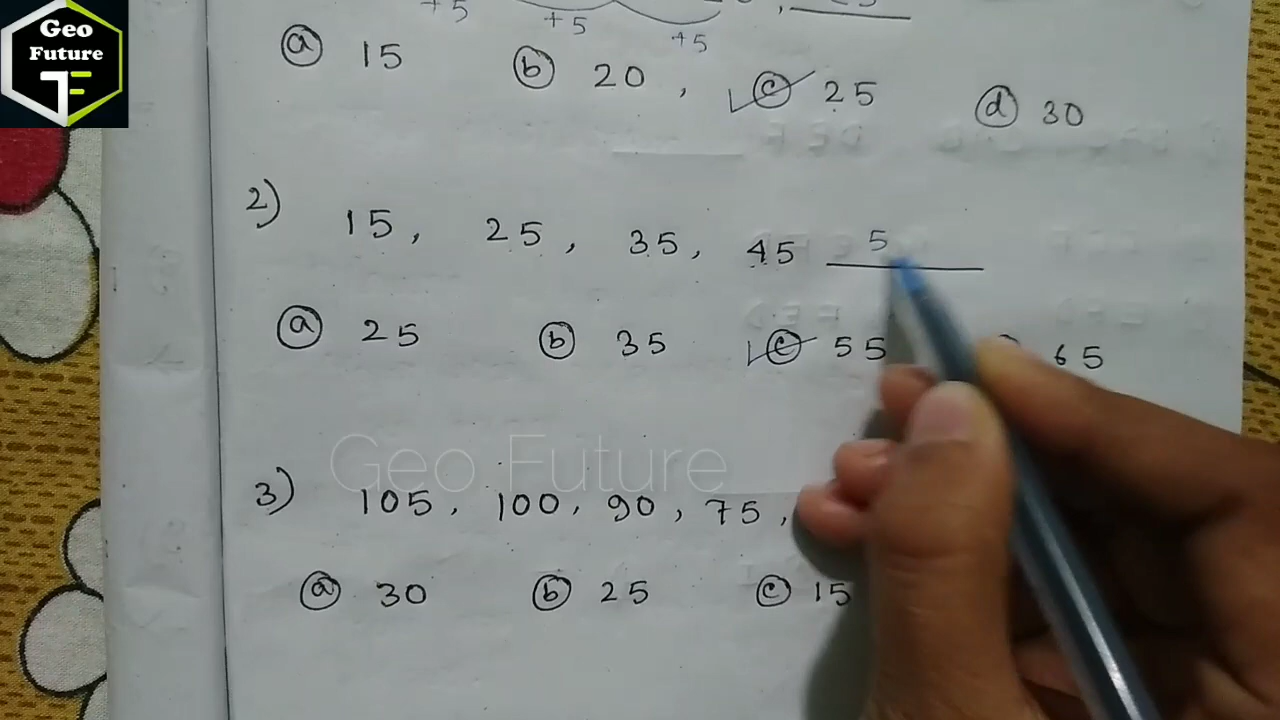 Geo
Future
+5 +5 +5
ⓐ 15 ⓑ 20 , ⓒ 25 ⓓ 30
2) 15, 25, 35, 45 5
ⓐ 25 ⓑ 35 ⓒ 55 65
Geo Future
3) 105, 100, 90, 75,
ⓐ 30 ⓑ 25 ⓒ 15